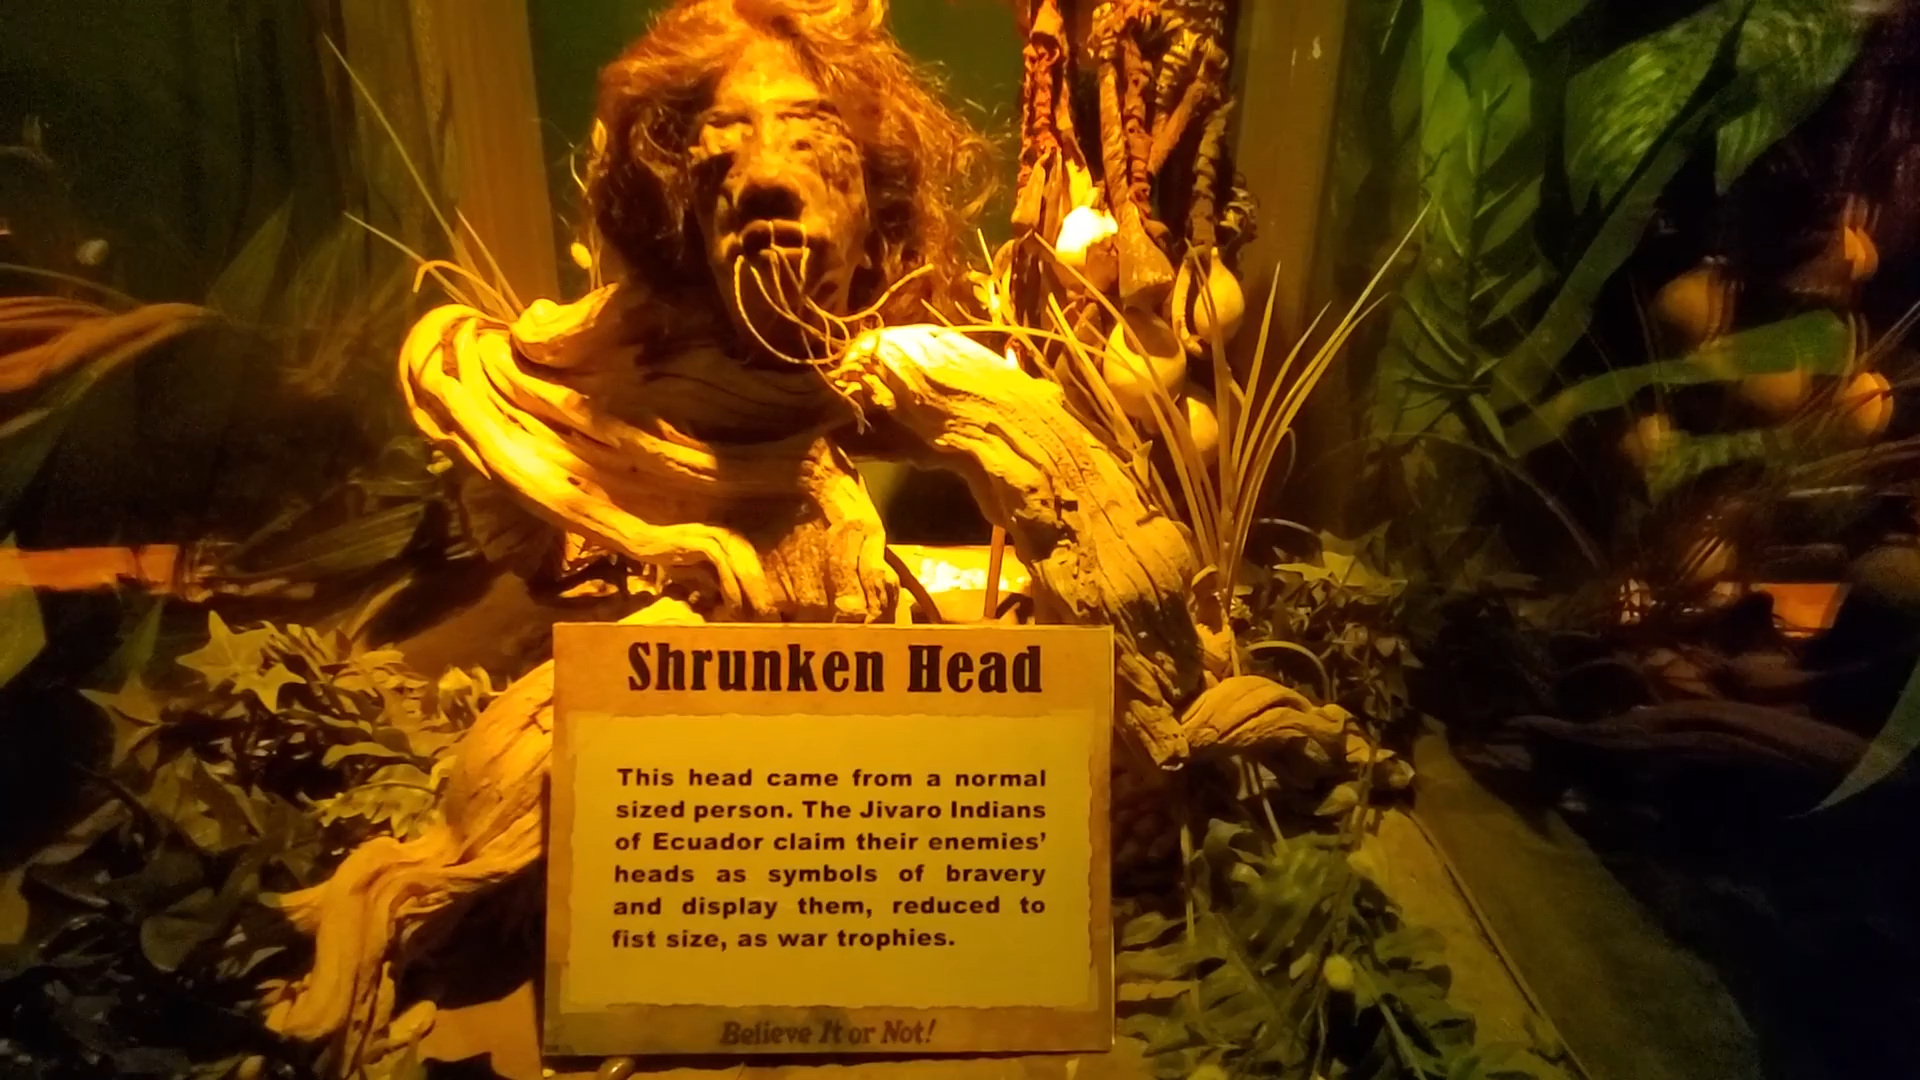 Shrunken Head
This head came from a normal
sized person. The Jivaro Indians
of Ecuador claim their enemies'
heads as symbols of bravery
and display them, reduced to
fist size, as war trophies.
Believe It or Not!